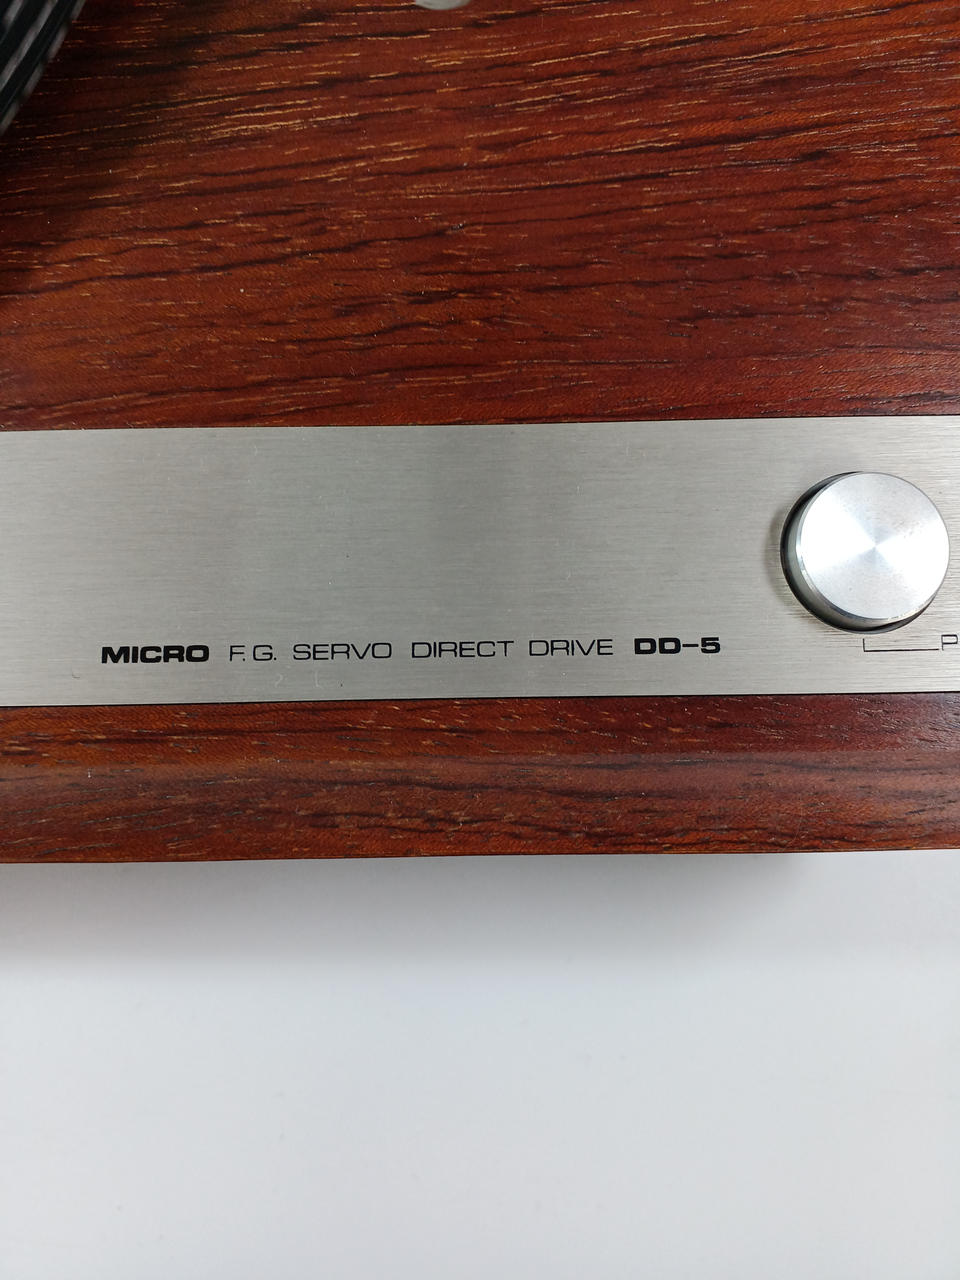 MICRO F.G. SERVO DIRECT DRIVE DD-5
P